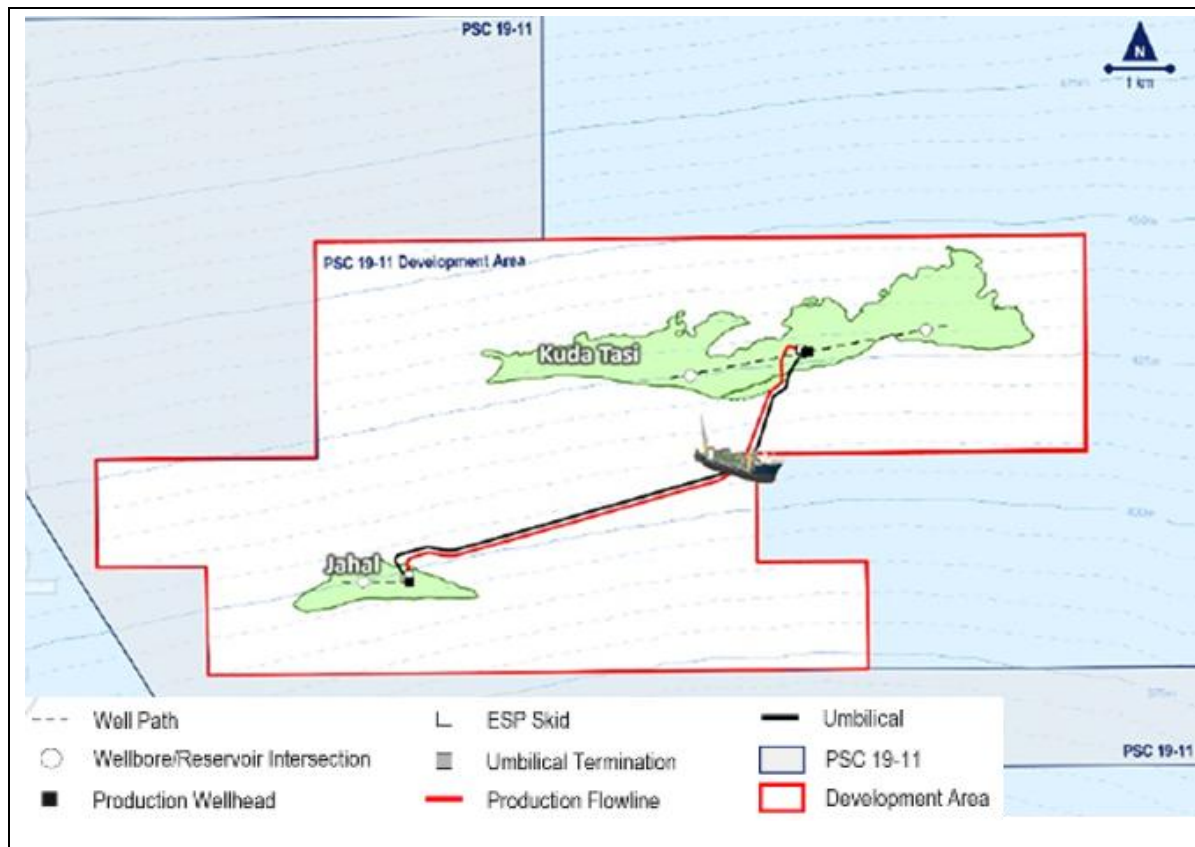 PSC 19-11
N
1 km
PSC 19-11 Development Area
Kuda Tasi
Jahal
Well Path
ESP Skid
Umbilical
Wellbore/Reservoir Intersection
Umbilical Termination
PSC 19-11
Production Wellhead
Production Flowline
Development Area
PSC 19-11